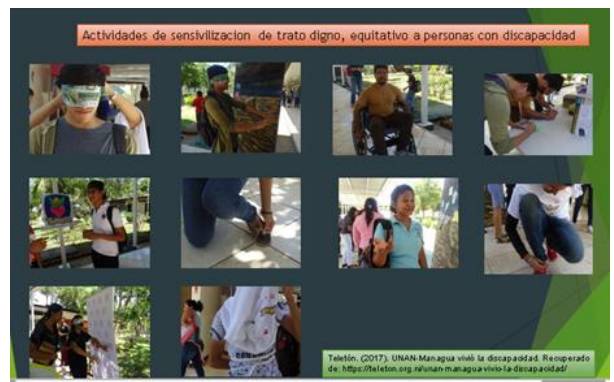 Actividades de sensivilizacion de trato digno, equitativo a personas con discapacidad
Teletón. (2017). UNAN-Managua vivió la discapacidad. Recuperado
de: https://teleton.org.ni/unan-managua-vivio-la-discapacidad/